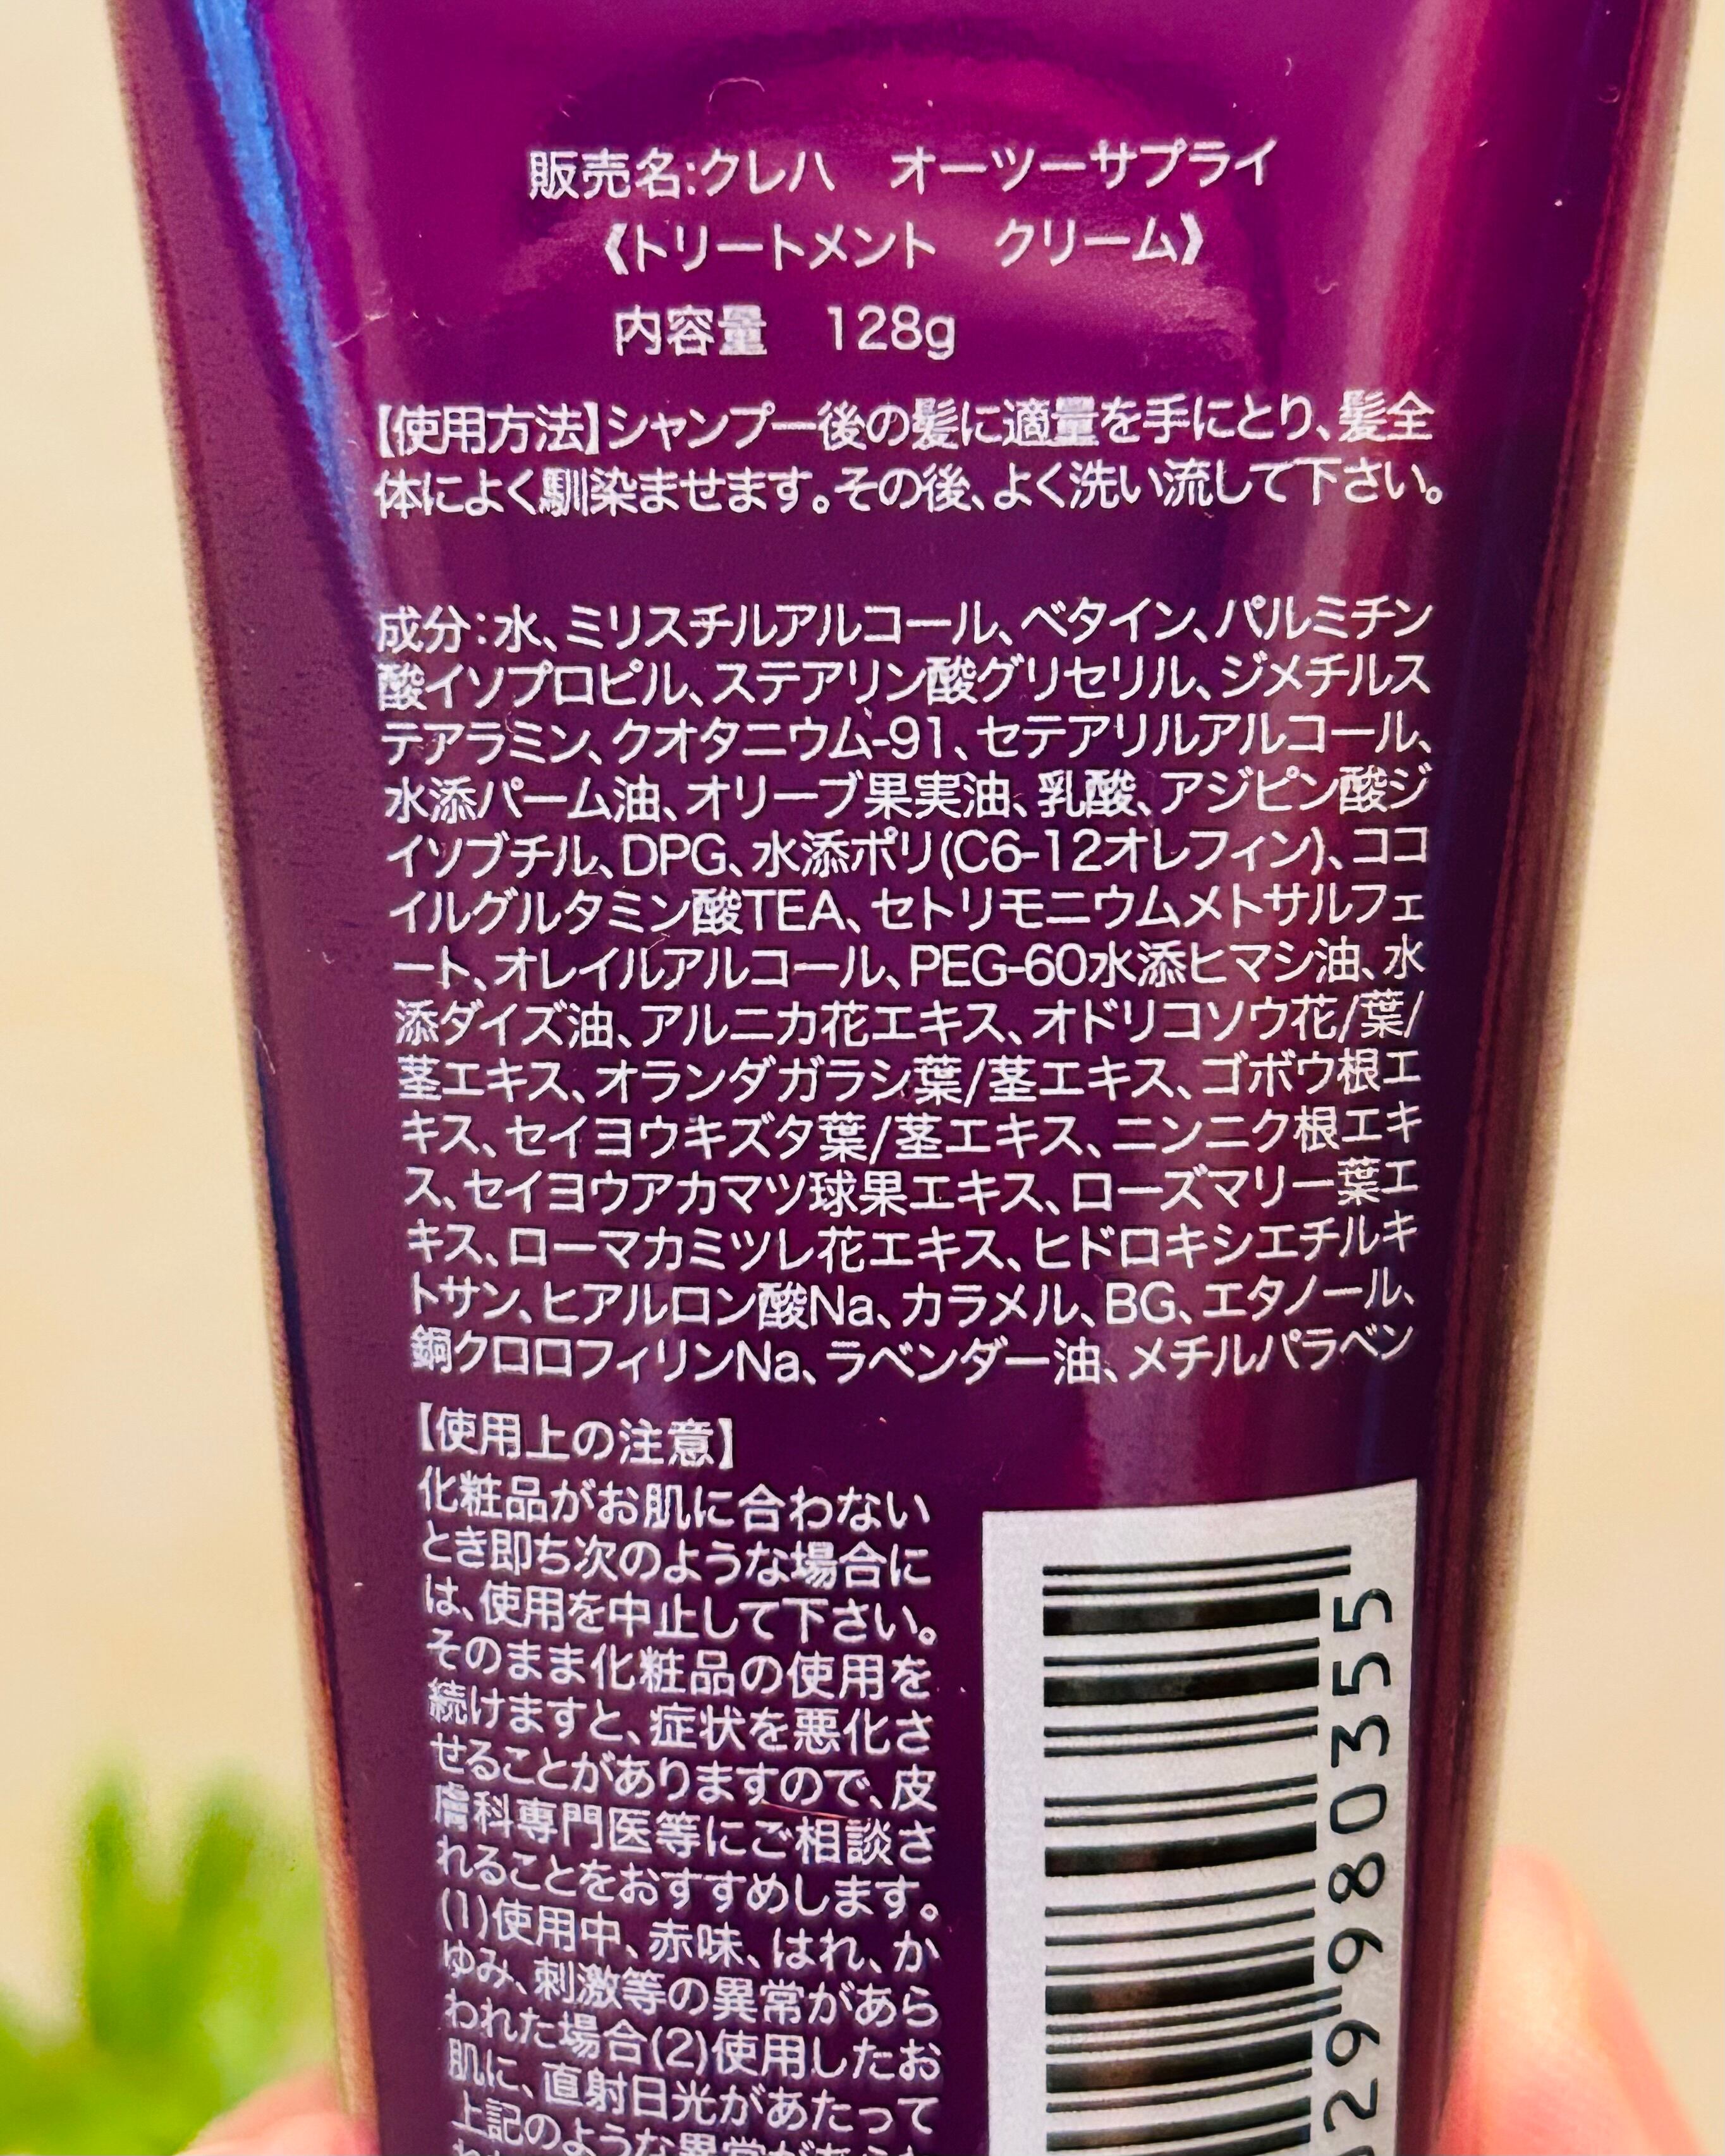 販売名:クレハ　オーツーサプライ
《トリートメント　クリーム》
内容量　128g
【使用方法】シャンプー後の髪に適量を手にとり、髪全
体によく馴染ませます。その後、よく洗い流して下さい。
成分:水、ミリスチルアルコール、ベタイン、パルミチン
酸イソプロピル、ステアリン酸グリセリル、ジメチルス
テアラミン、クオタニウム-91、セテアリルアルコール、
水添パーム油、オリーブ果実油、乳酸、アジピン酸ジ
イソブチル、DPG、水添ポリ(C6-12オレフィン)、ココ
イルグルタミン酸TEA、セトリモニウムメトサルフェ
ート、オレイルアルコール、PEG-60水添ヒマシ油、水
添ダイズ油、アルニカ花エキス、オドリコソウ花/葉/
茎エキス、オランダガラシ葉/茎エキス、ゴボウ根エ
キス、セイヨウキズタ葉/茎エキス、ニンニク根エキ
ス、セイヨウアカマツ球果エキス、ローズマリー葉エ
キス、ローマカミツレ花エキス、ヒドロキシエチルキ
トサン、ヒアルロン酸Na、カラメル、BG、エタノール、
銅クロロフィリンNa、ラベンダー油、メチルパラベン
【使用上の注意】
化粧品がお肌に合わない
とき即ち次のような場合に
は、使用を中止して下さい。
そのまま化粧品の使用を
続けますと、症状を悪化さ
せることがありますので、皮
膚科専門医等にご相談さ
れることをおすすめします。
(1)使用中、赤味、はれ、か
ゆみ、刺激等の異常があら
われた場合(2)使用したお
肌に、直射日光があたって
上記のような異常があらわ
29980355